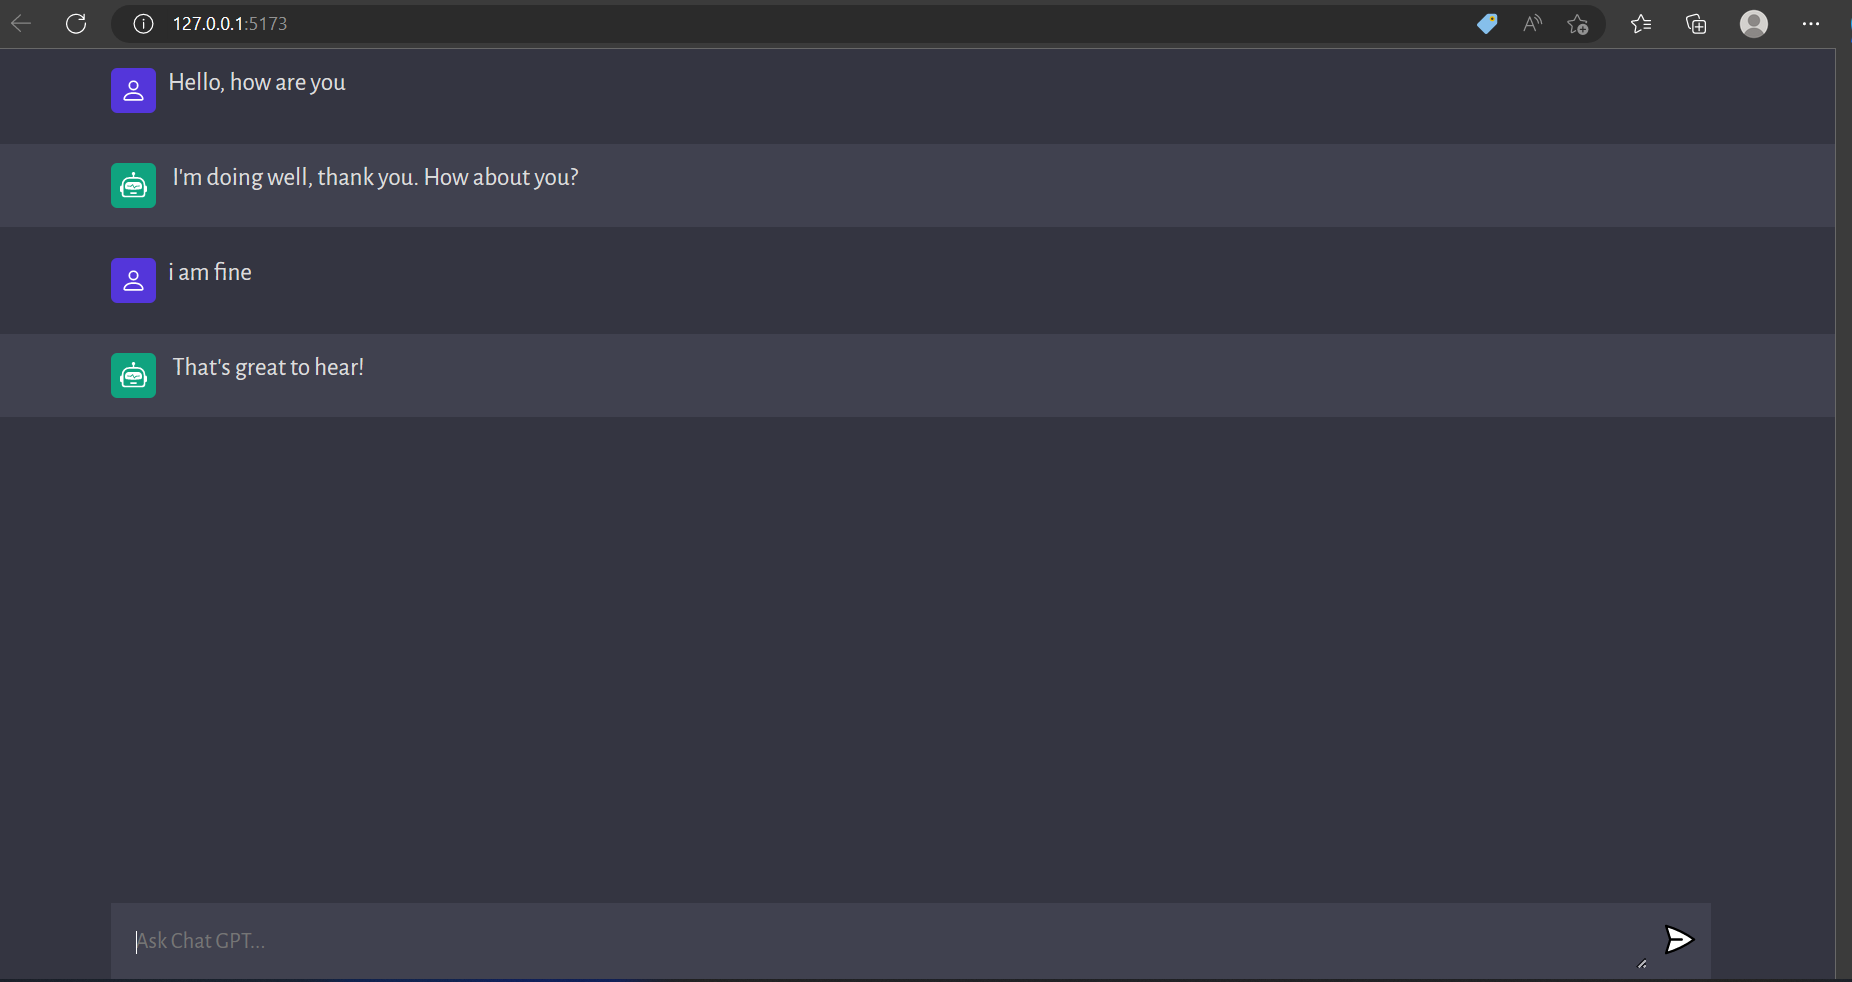 127.0.0.1:5173
Hello, how are you
I'm doing well, thank you. How about you?
i am fine
That's great to hear!
Ask Chat GPT...